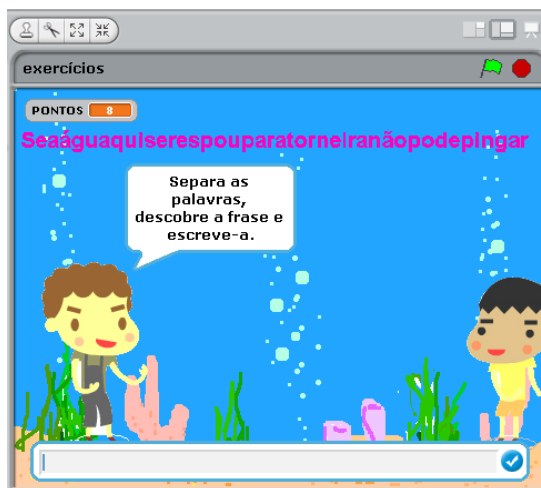 exercícios
PONTOS 8
Seaáguaquiserespouparatorneiranãopodepingar
Separa as
palavras,
descobre a frase e
escreve-a.